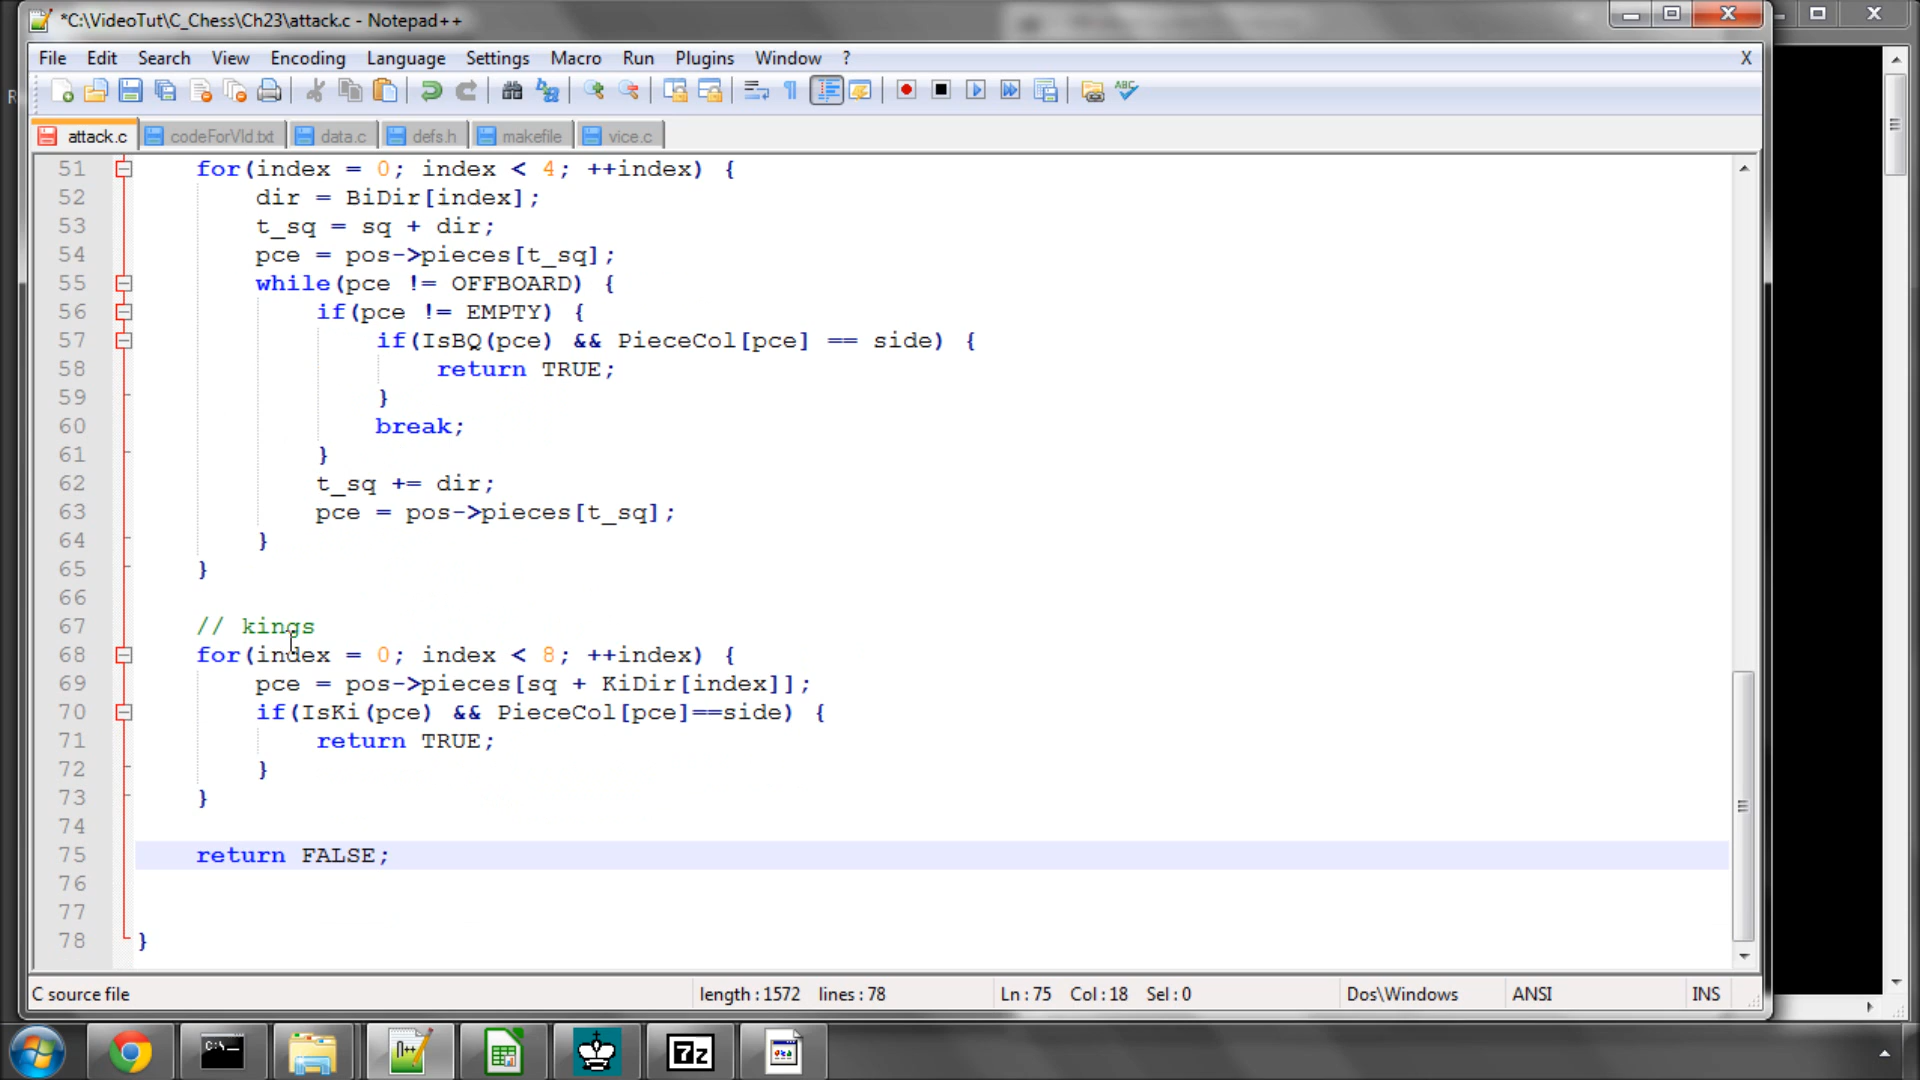 *C:\VideoTut\C_Chess\Ch23\attack.c - Notepad++
File Edit Search View Encoding Language Settings Macro Run Plugins Window ? X
attack.c codeForVId.txt data.c defs.h makefile vice.c
51 for(index = 0; index < 4; ++index) {
52 dir = BiDir[index];
53 t_sq = sq + dir;
54 pce = pos->pieces[t_sq];
55 while(pce != OFFBOARD) {
56 if(pce != EMPTY) {
57 if(IsBQ(pce) && PieceCol[pce] == side) {
58 return TRUE;
59 }
60 break;
61 }
62 t_sq += dir;
63 pce = pos->pieces[t_sq];
64 }
65 }
66
67 // kings
68 for(index = 0; index < 8; ++index) {
69 pce = pos->pieces[sq + KiDir[index]];
70 if(IsKi(pce) && PieceCol[pce]==side) {
71 return TRUE;
72 }
73 }
74
75 return FALSE;
76
77
78 }
C source file length : 1572 lines : 78 Ln : 75 Col : 18 Sel : 0 Dos\Windows ANSI INS
C:\_
7z